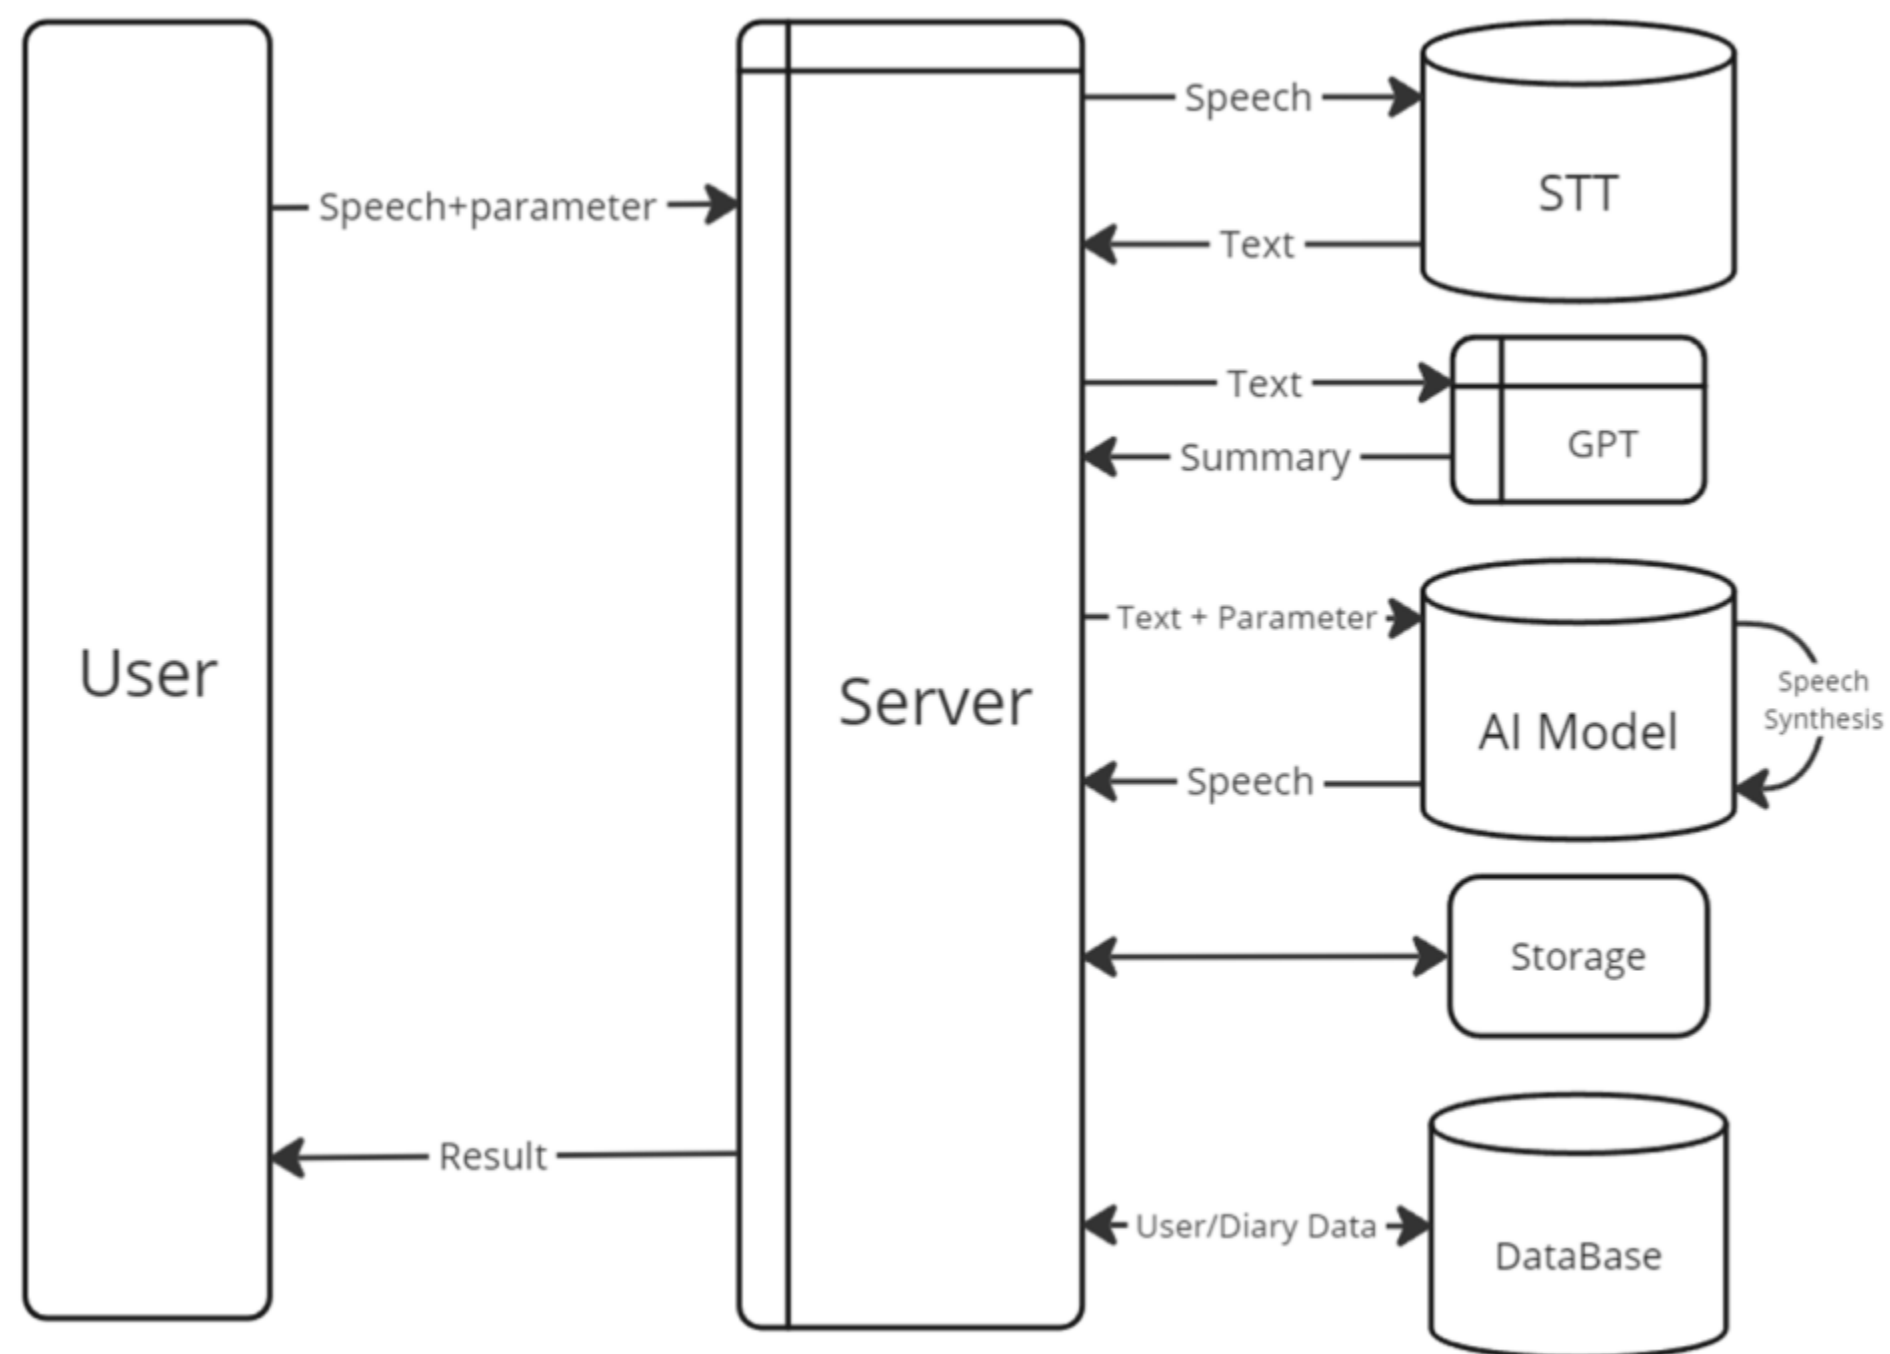 User
Speech+parameter
Result
Server
Speech
Text
Text
Summary
Text + Parameter
Speech
User/Diary Data
STT
GPT
AI Model
Speech
Synthesis
Storage
DataBase